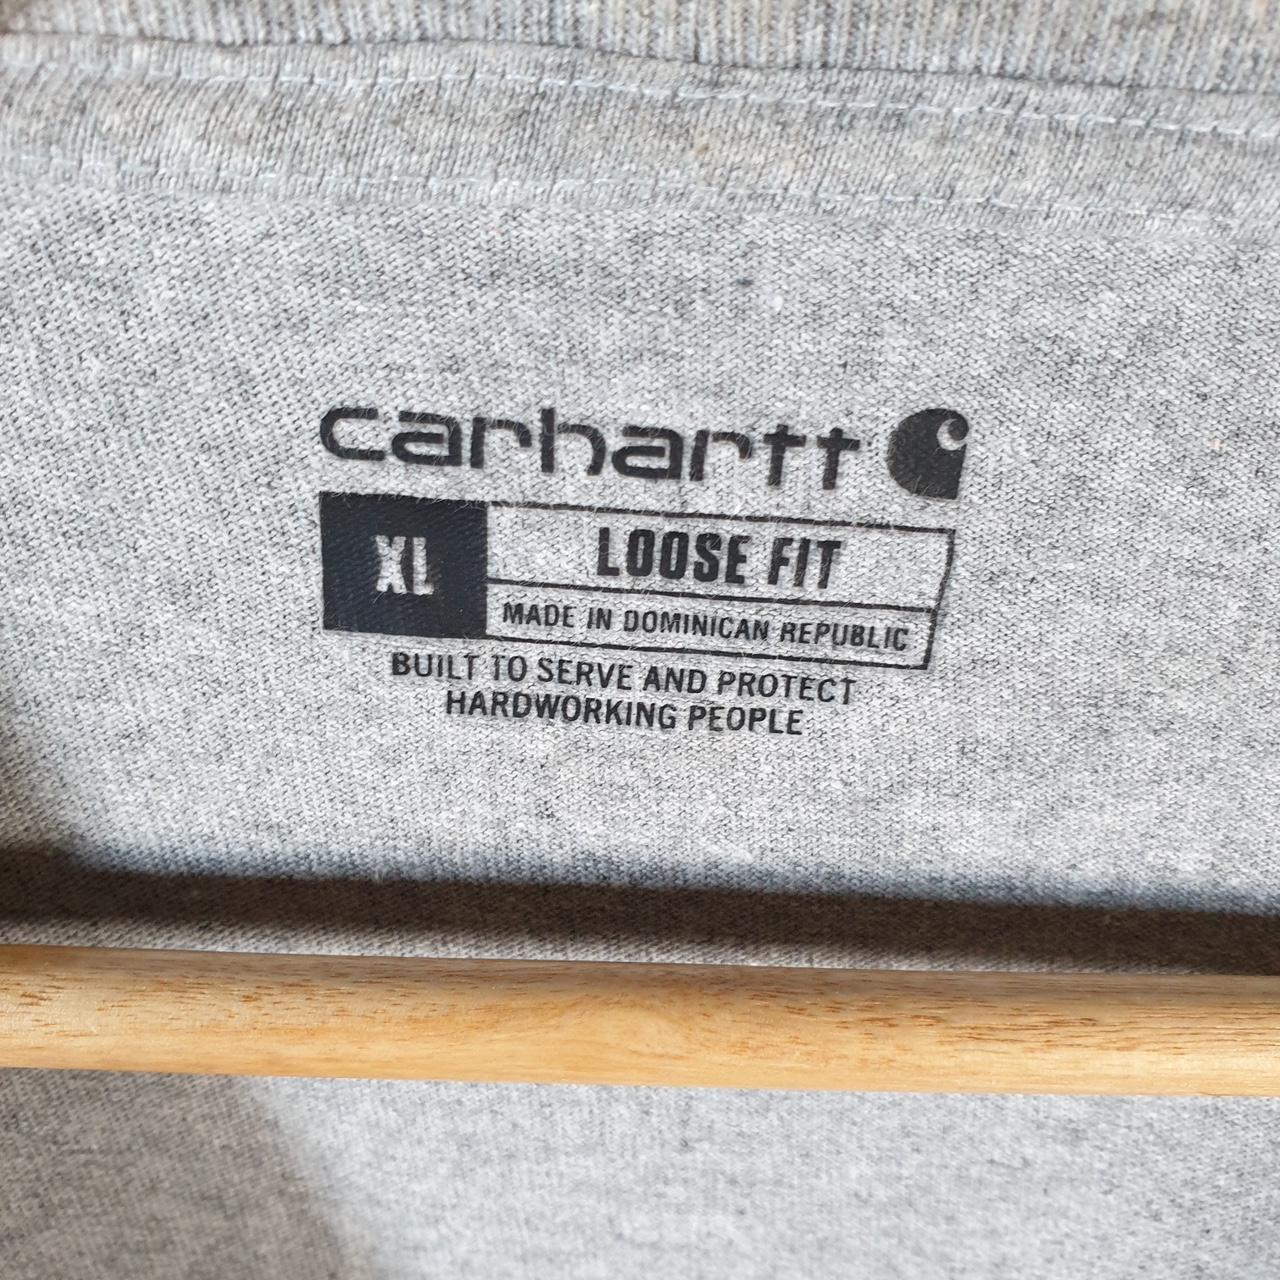 carhartt
XL
LOOSE FIT
MADE IN DOMINICAN REPUBLIC
BUILT TO SERVE AND PROTECT
HARDWORKING PEOPLE